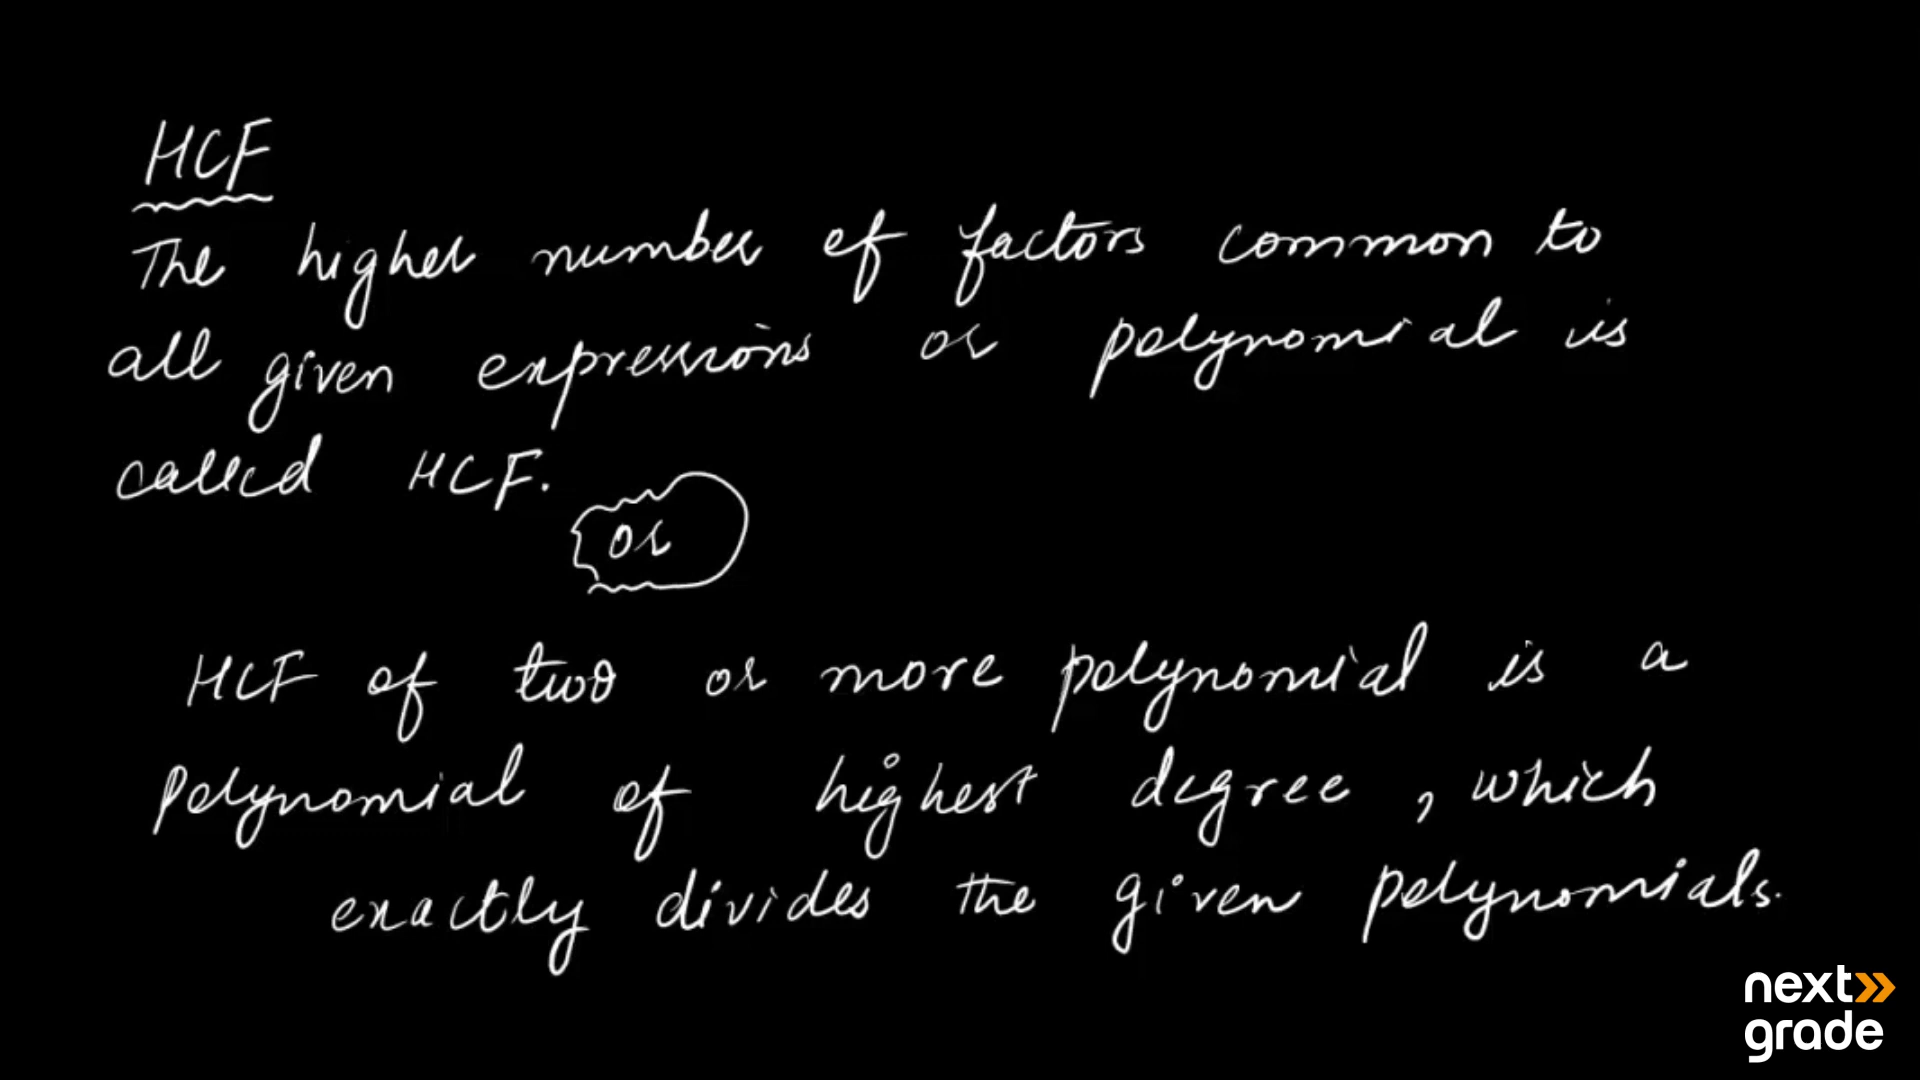 HCF
The higher number of factors common to
all given expressions or polynomial is
called HCF.
or
HCF of two or more polynomial is a
polynomial of highest degree, which
exactly divides the given polynomials.
next
grade